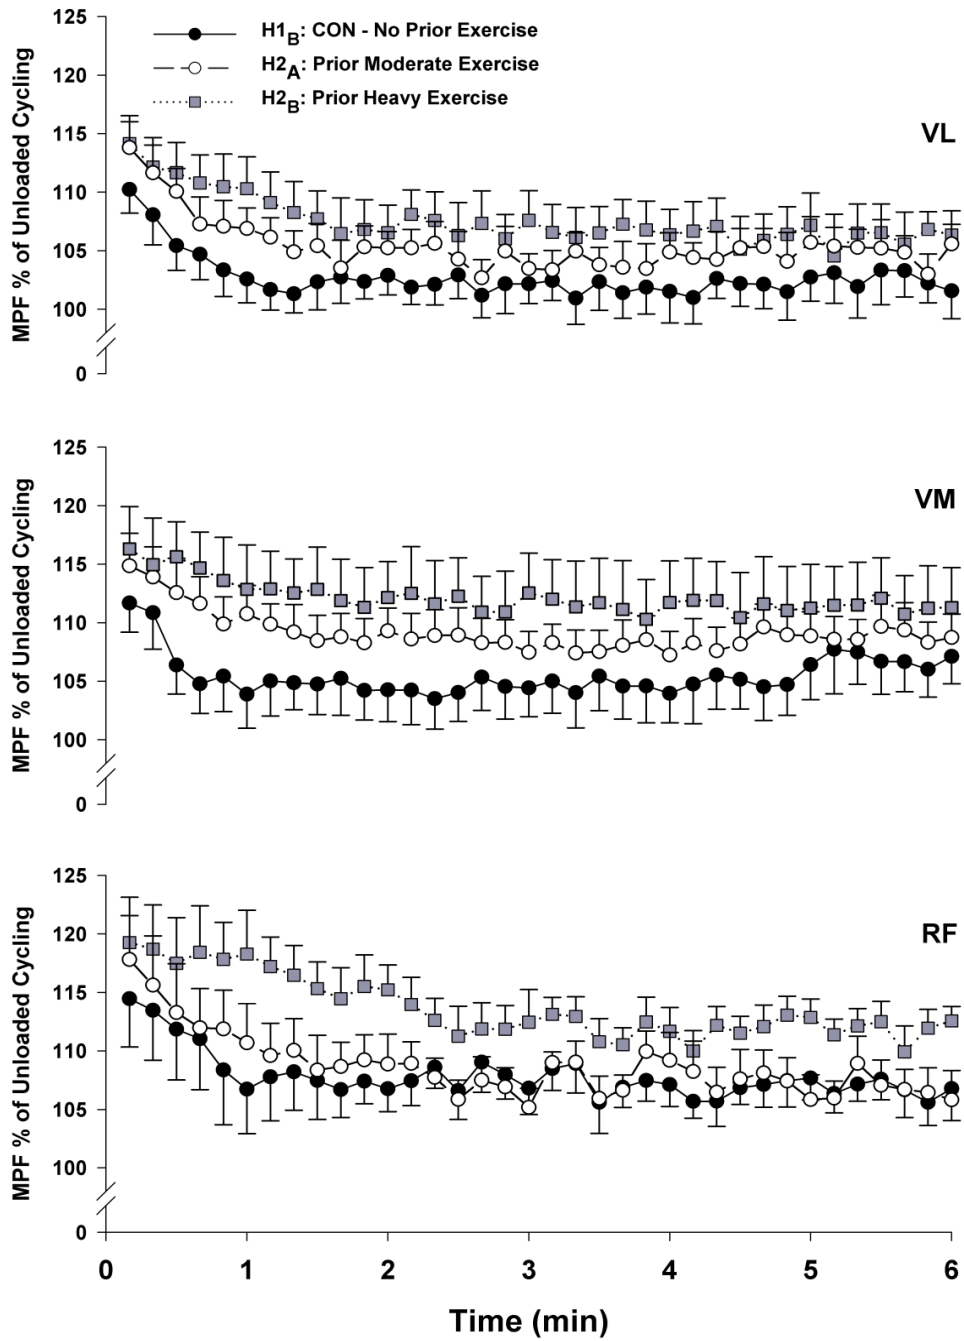 H1B: CON - No Prior Exercise
H2A: Prior Moderate Exercise
H2B: Prior Heavy Exercise
VL
MPF % of Unloaded Cycling
125
120
115
110
105
100
0
VM
MPF % of Unloaded Cycling
125
120
115
110
105
100
0
RF
MPF % of Unloaded Cycling
125
120
115
110
105
100
0
0 1 2 3 4 5 6
Time (min)